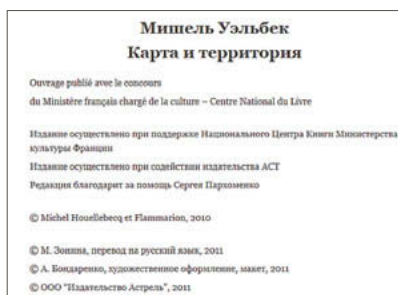 Мишель Уэльбек
Карта и территория
Ouvrage publié avec le concours
du Ministère français chargé de la culture – Centre National du Livre
Издание осуществлено при поддержке Национального Центра Книги Министерства
культуры Франции
Издание осуществлено при содействии издательства АСТ
Редакция благодарит за помощь Сергея Пархоменко
© Michel Houellebecq et Flammarion, 2010
© М. Зонина, перевод на русский язык, 2011
© А. Бондаренко, художественное оформление, макет, 2011
© ООО "Издательство Астрель", 2011